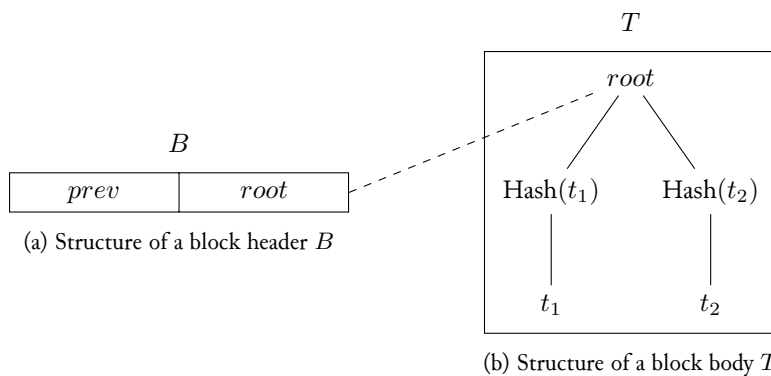 T
root
B
prev root
Hash(t₁) Hash(t₂)
(a) Structure of a block header B
t₁ t₂
(b) Structure of a block body T